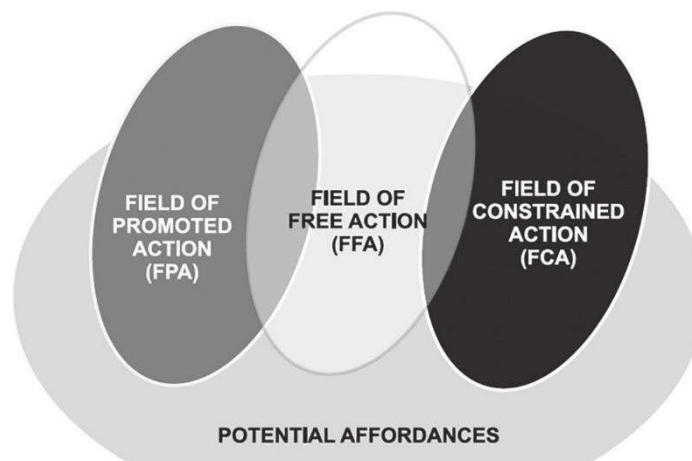 FIELD OF
PROMOTED
ACTION
(FPA)
FIELD OF
FREE ACTION
(FFA)
FIELD OF
CONSTRAINED
ACTION
(FCA)
POTENTIAL AFFORDANCES